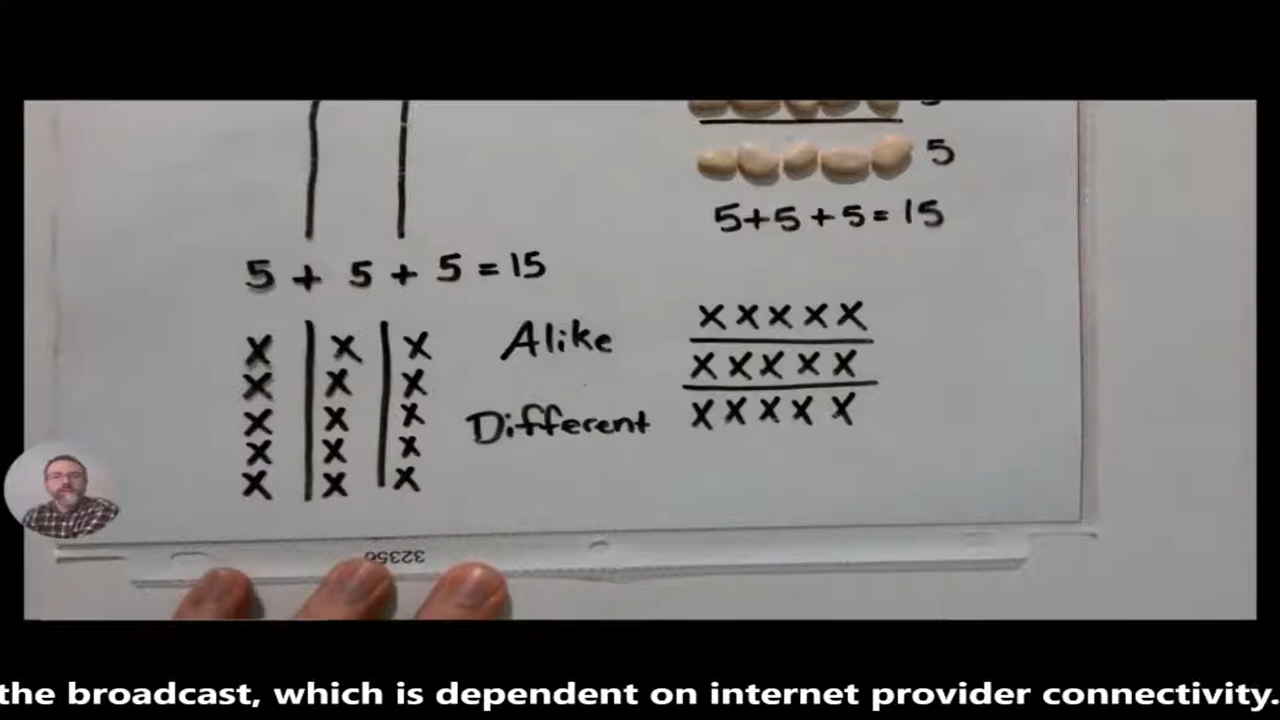 5
5+5+5=15
5 + 5 + 5 = 15
Alike
Different
X X X
X X X
X X X
X X X
X X X
X X X X X
X X X X X
X X X X X
32356
the broadcast, which is dependent on internet provider connectivity.